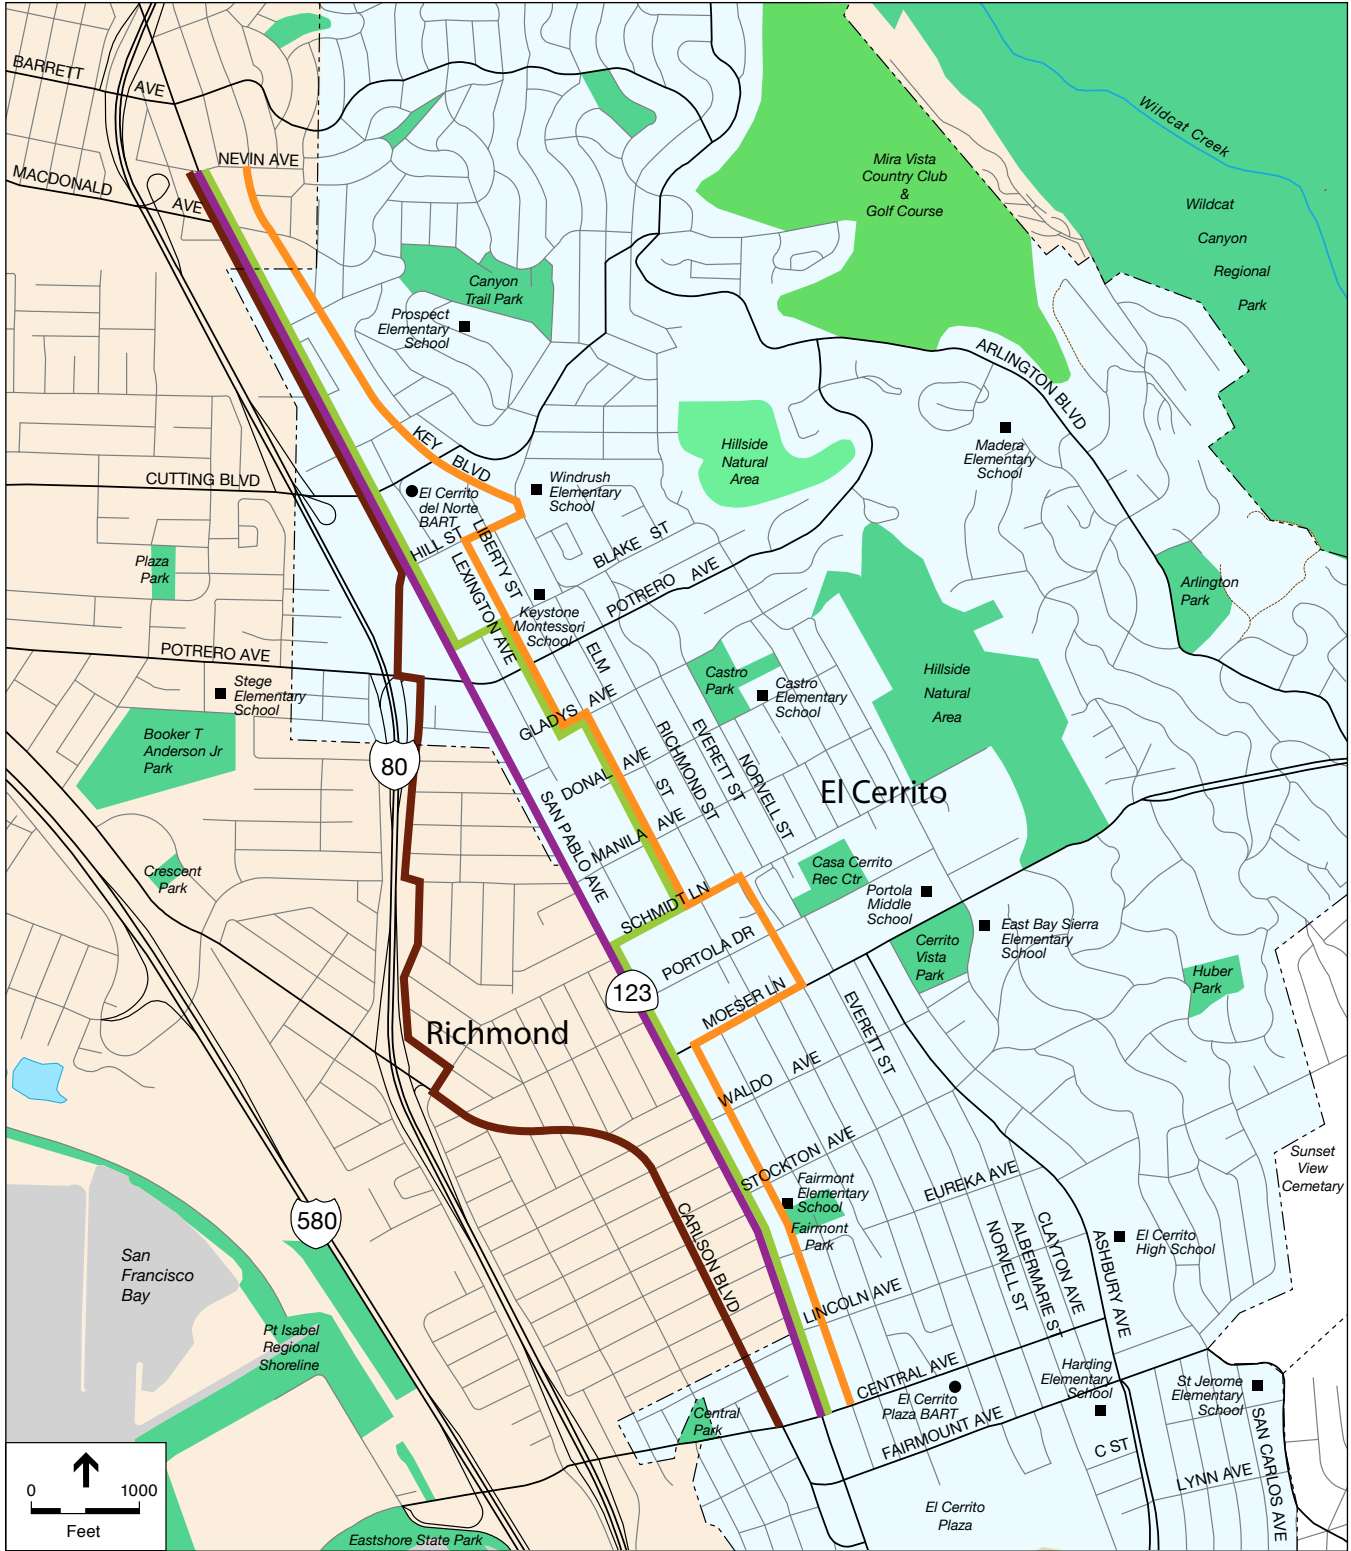 BARRETT
AVE
NEVIN AVE
MACDONALD
AVE
Wildcat Creek
Mira Vista
Country Club
&
Golf Course
Wildcat
Canyon
Regional
Park
Canyon
Trail Park
Prospect
Elementary
School
ARLINGTON BLVD
KEY BLVD
Hillside
Natural
Area
Madera
Elementary
School
CUTTING BLVD
El Cerrito
del Norte
BART
Windrush
Elementary
School
HILL ST
LIBERTY ST
LEXINGTON AVE
BLAKE ST
POTRERO AVE
Plaza
Park
Arlington
Park
Keystone
Montessori
School
POTRERO AVE
ELM
ST
Stege
Elementary
School
Castro
Park
Castro
Elementary
School
Hillside
Natural
Area
GLADYS AVE
Booker T
Anderson Jr
Park
80
DONAL AVE
RICHMOND ST
EVERETT ST
NORVELL ST
El Cerrito
SAN PABLO AVE
MANILA AVE
Crescent
Park
Casa Cerrito
Rec Ctr
Portola
Middle
School
SCHMIDT LN
PORTOLA DR
East Bay Sierra
Elementary
School
Cerrito
Vista
Park
Huber
Park
123
Richmond
MOESER LN
EVERETT ST
WALDO AVE
STOCKTON AVE
Sunset
View
Cemetary
Fairmont
Elementary
School
Fairmont
Park
EUREKA AVE
580
San
Francisco
Bay
CARLSON BLVD
NORVELL ST
ALBERMARIE ST
CLAYTON AVE
ASHBURY AVE
El Cerrito
High School
LINCOLN AVE
Pt Isabel
Regional
Shoreline
CENTRAL AVE
Harding
Elementary
School
St Jerome
Elementary
School
El Cerrito
Plaza BART
Central
Park
FAIRMOUNT AVE
C ST
LYNN AVE
SAN CARLOS AVE
El Cerrito
Plaza
0 1000
Feet
Eastshore State Park